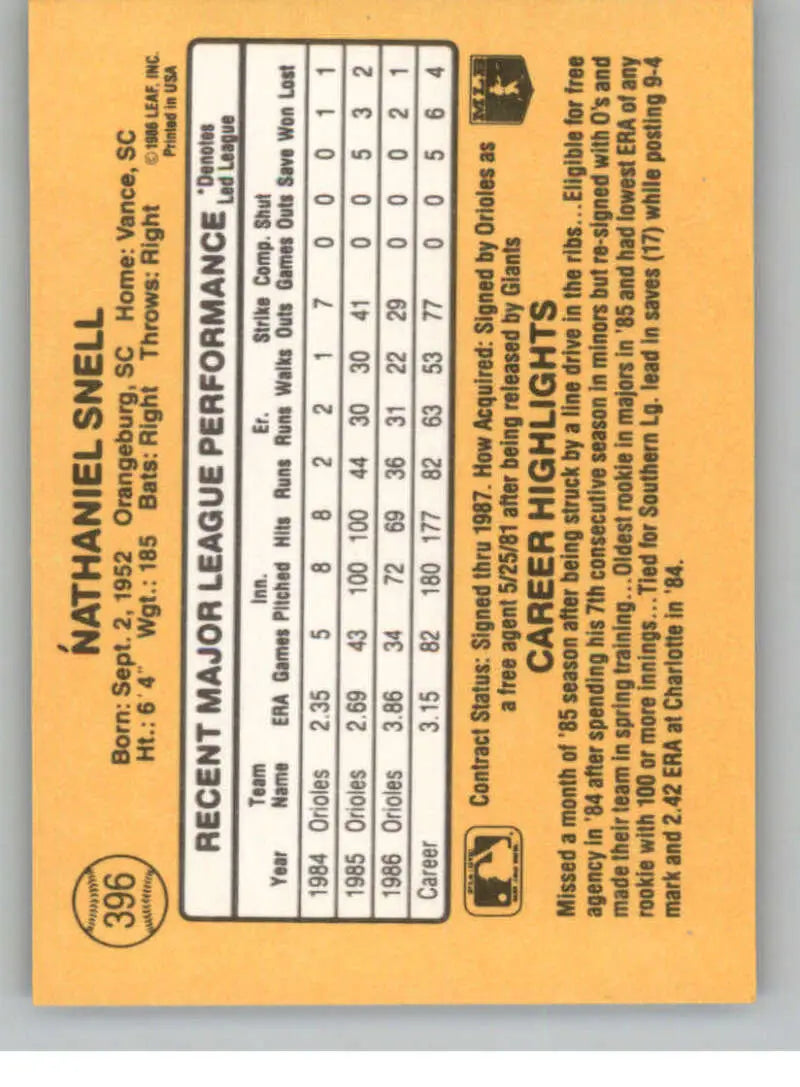 396
NATHANIEL SNELL
Born: Sept. 2, 1952 Orangeburg, SC Home: Vance, SC
Ht.: 6'4" Wgt.: 185 Bats: Right Throws: Right
© 1986 LEAF, INC.
Printed in USA
RECENT MAJOR LEAGUE PERFORMANCE *Denotes Led League
Team Inn. Er. Strike Comp. Shut
Year Name ERA Games Pitched Hits Runs Runs Walks Outs Games Outs Save Won Lost
1984 Orioles 2.35 5 8 8 2 2 1 7 0 0 0 1 1
1985 Orioles 2.69 43 100 100 44 30 30 41 0 0 5 3 2
1986 Orioles 3.86 34 72 69 36 31 22 29 0 0 0 2 1
Career 3.15 82 180 177 82 63 53 77 0 0 5 6 4
Contract Status: Signed thru 1987. How Acquired: Signed by Orioles as
a free agent 5/25/81 after being released by Giants
MLB
CAREER HIGHLIGHTS
Missed a month of '85 season after being struck by a line drive in the ribs...Eligible for free
agency in '84 after spending his 7th consecutive season in minors but re-signed with O's and
made their team in spring training...Oldest rookie in majors in '85 and had lowest ERA of any
rookie with 100 or more innings...Tied for Southern Lg. lead in saves (17) while posting 9-4
mark and 2.42 ERA at Charlotte in '84.